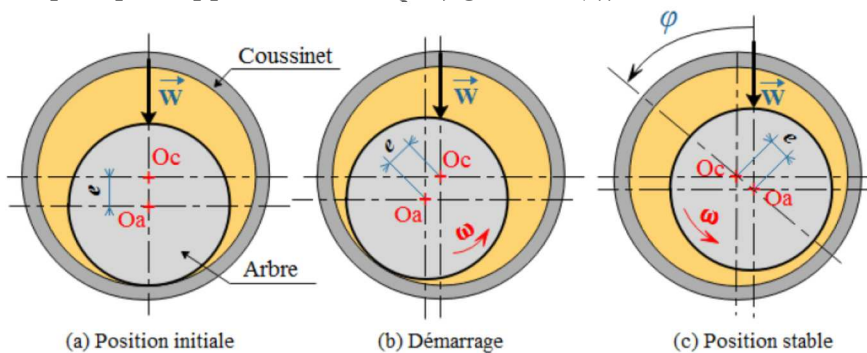 φ
Coussinet
W
W
W
e
Oc
e
Oc
Oc
e
Oa
Oa
Oa
ω
ω
Arbre
(a) Position initiale
(b) Démarrage
(c) Position stable